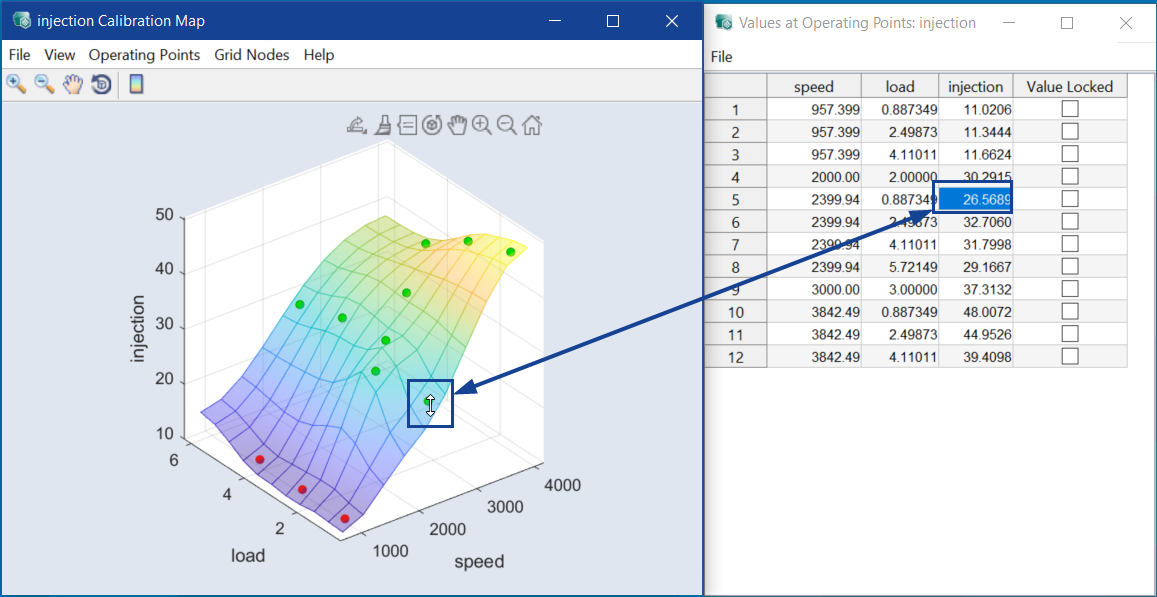 injection Calibration Map
File View Operating Points Grid Nodes Help
50
40
30
20
10
injection
6
4
2
load
1000
2000
3000
4000
speed
Values at Operating Points: injection
File
speed load injection Value Locked
1 957.399 0.887349 11.0206
2 957.399 2.49873 11.3444
3 957.399 4.11011 11.6624
4 2000.00 2.00000 30.2915
5 2399.94 0.887349 26.5689
6 2399.94 2.49873 32.7060
7 2399.94 4.11011 31.7998
8 2399.94 5.72149 29.1667
9 3000.00 3.00000 37.3132
10 3842.49 0.887349 48.0072
11 3842.49 2.49873 44.9526
12 3842.49 4.11011 39.4098